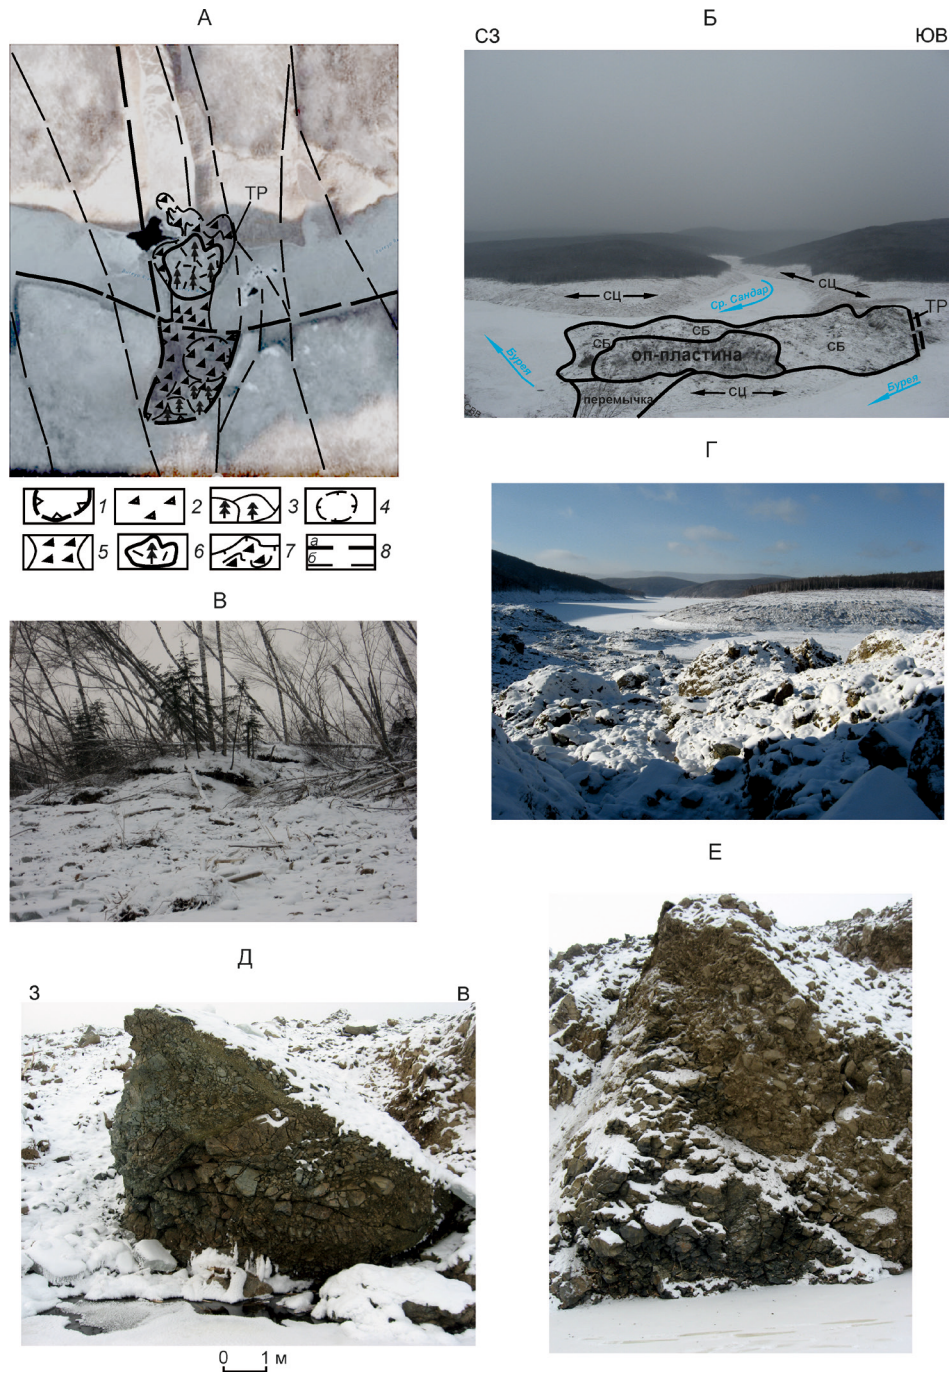 А
Б
СЗ
ЮВ
ТР
СЦ
СЦ
Ср. Сандар
ТР
СБ
СБ
СБ
оп-пластина
Бурея
Бурея
СЦ
перемычка
Г
1
2
3
4
а
б
5
6
7
8
В
Е
Д
З
В
0 1 м